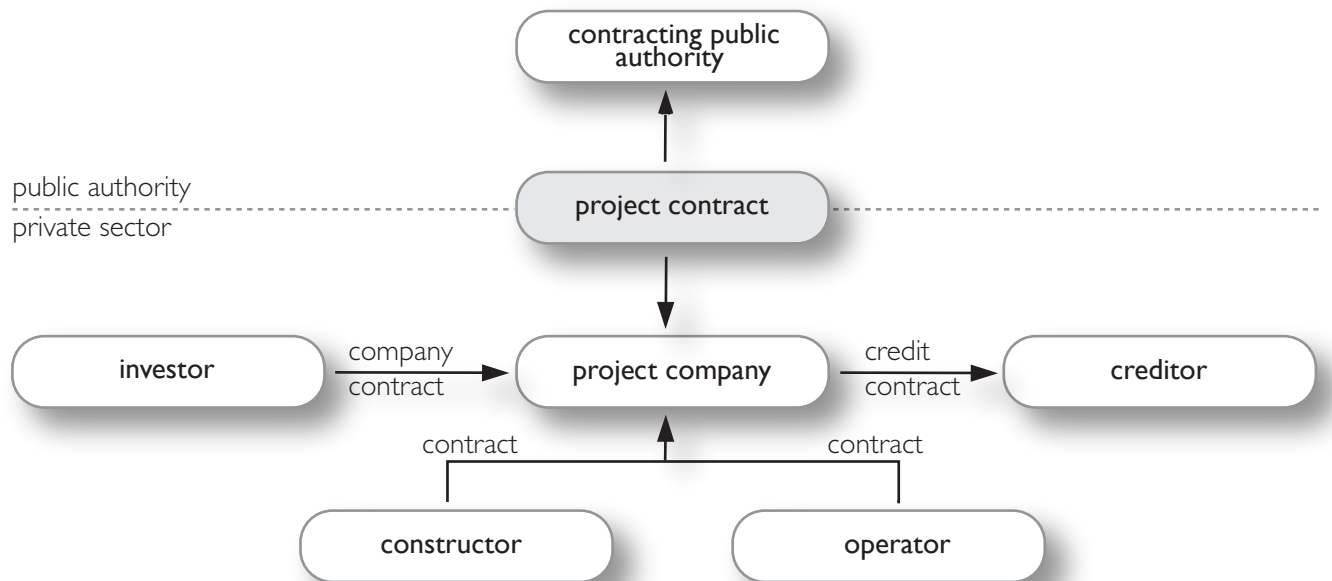 contracting public
authority
public authority
project contract
private sector
investor
company
contract
project company
credit
contract
creditor
contract
contract
constructor
operator